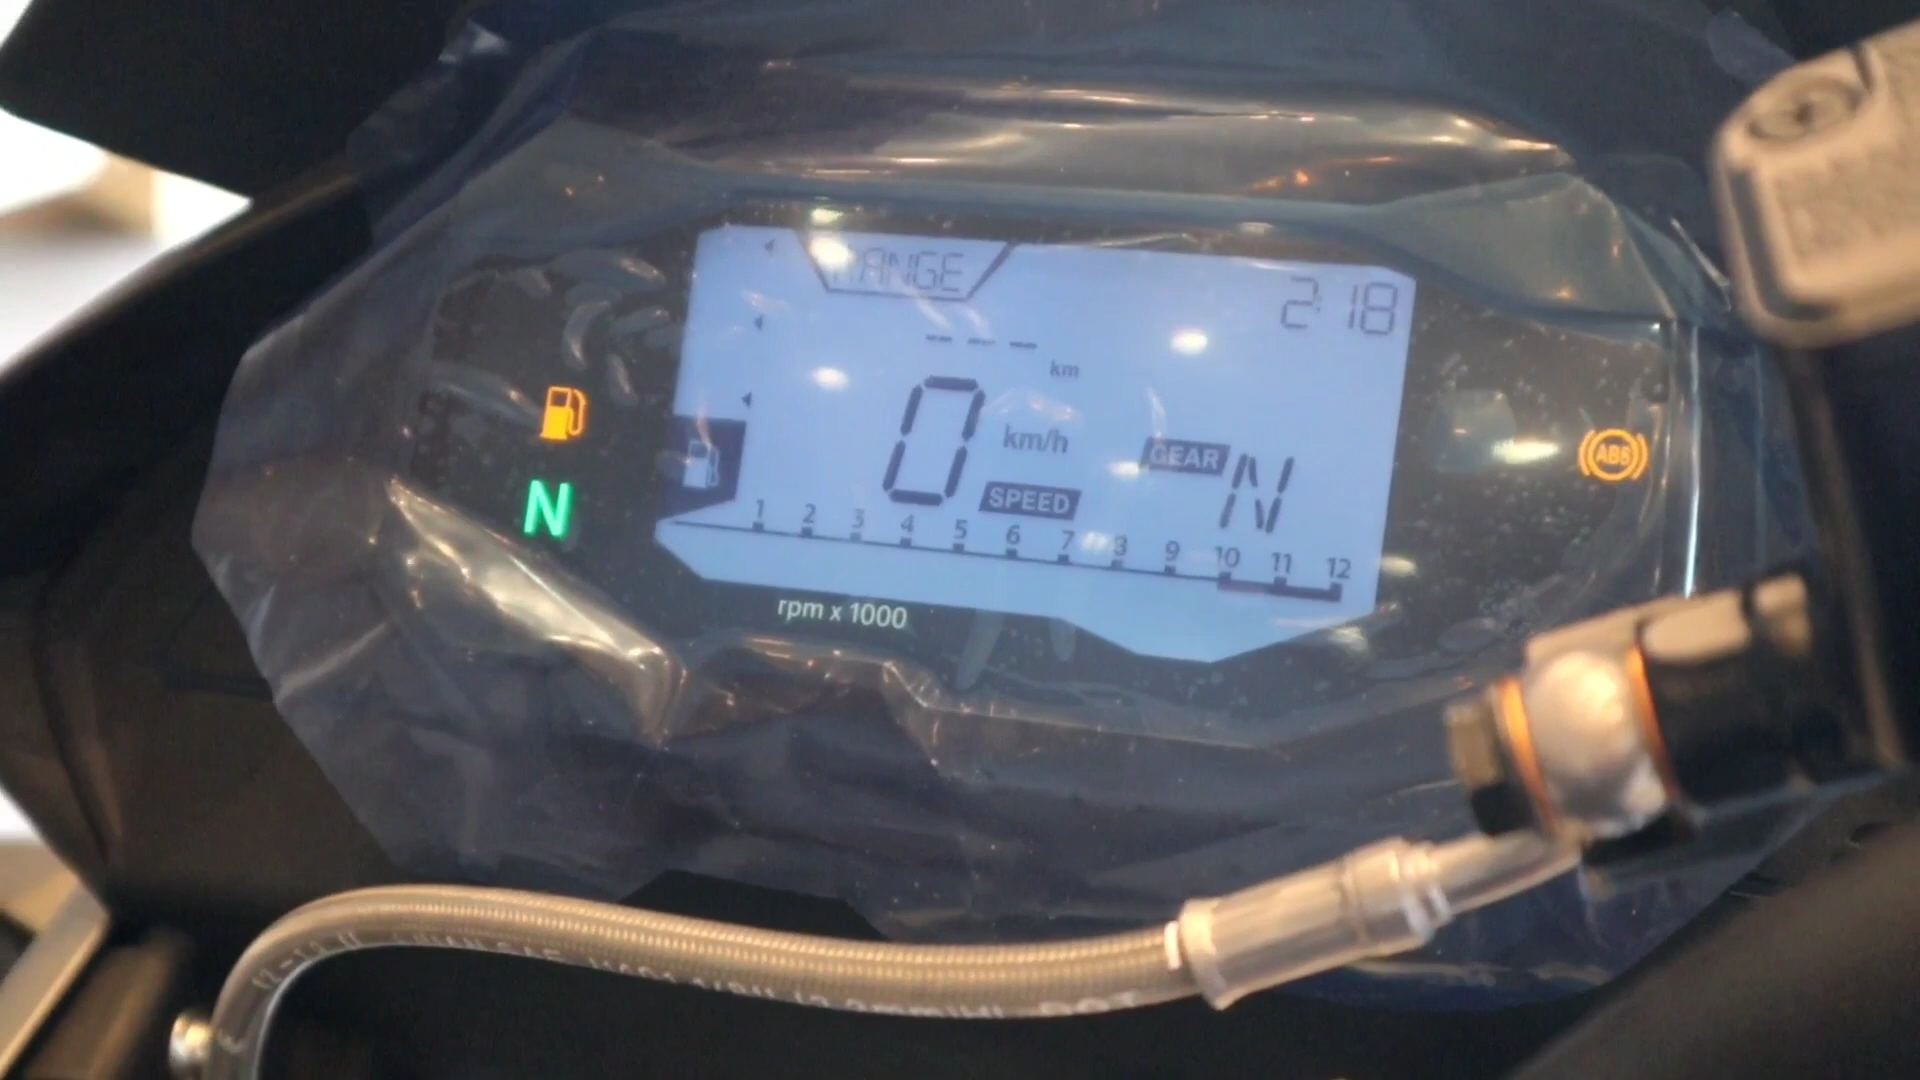 RANGE
2:18
--- km
0 km/h
SPEED
GEAR N
N
ABS
1 2 3 4 5 6 7 8 9 10 11 12
rpm x 1000